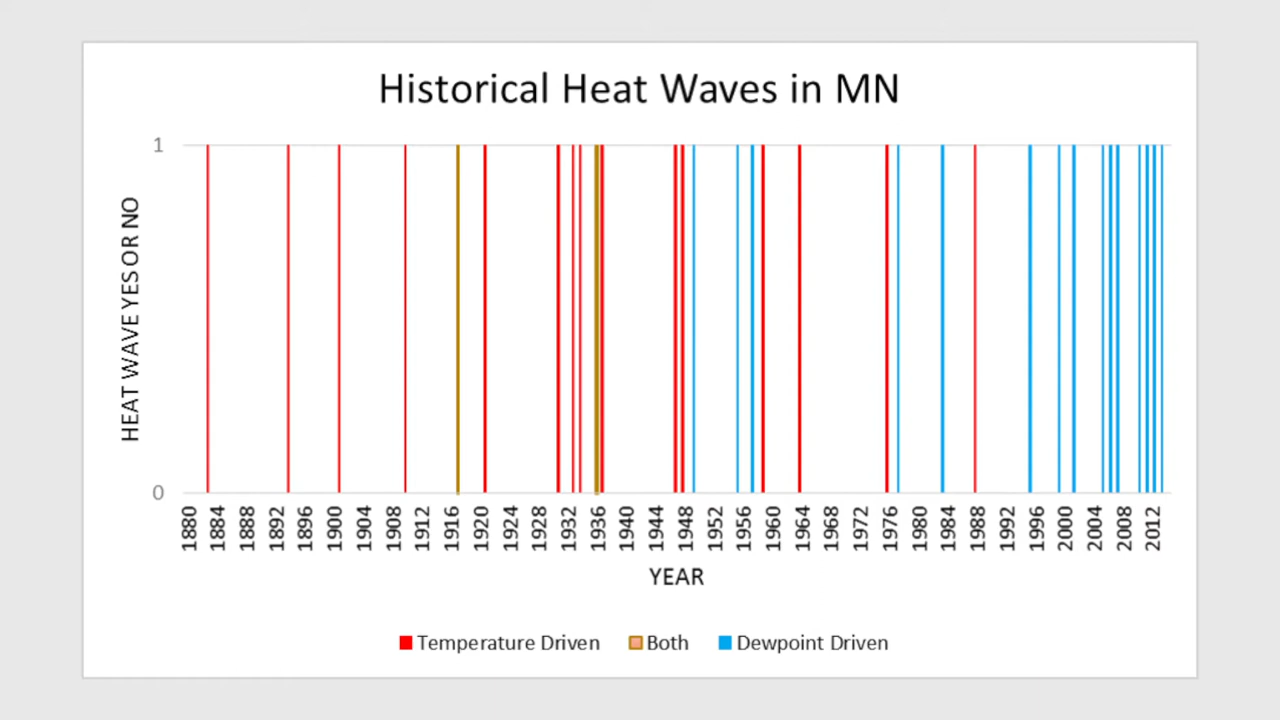 Historical Heat Waves in MN
1
HEAT WAVE YES OR NO
0
1880 1884 1888 1892 1896 1900 1904 1908 1912 1916 1920 1924 1928 1932 1936 1940 1944 1948 1952 1956 1960 1964 1968 1972 1976 1980 1984 1988 1992 1996 2000 2004 2008 2012
YEAR
Temperature Driven Both Dewpoint Driven